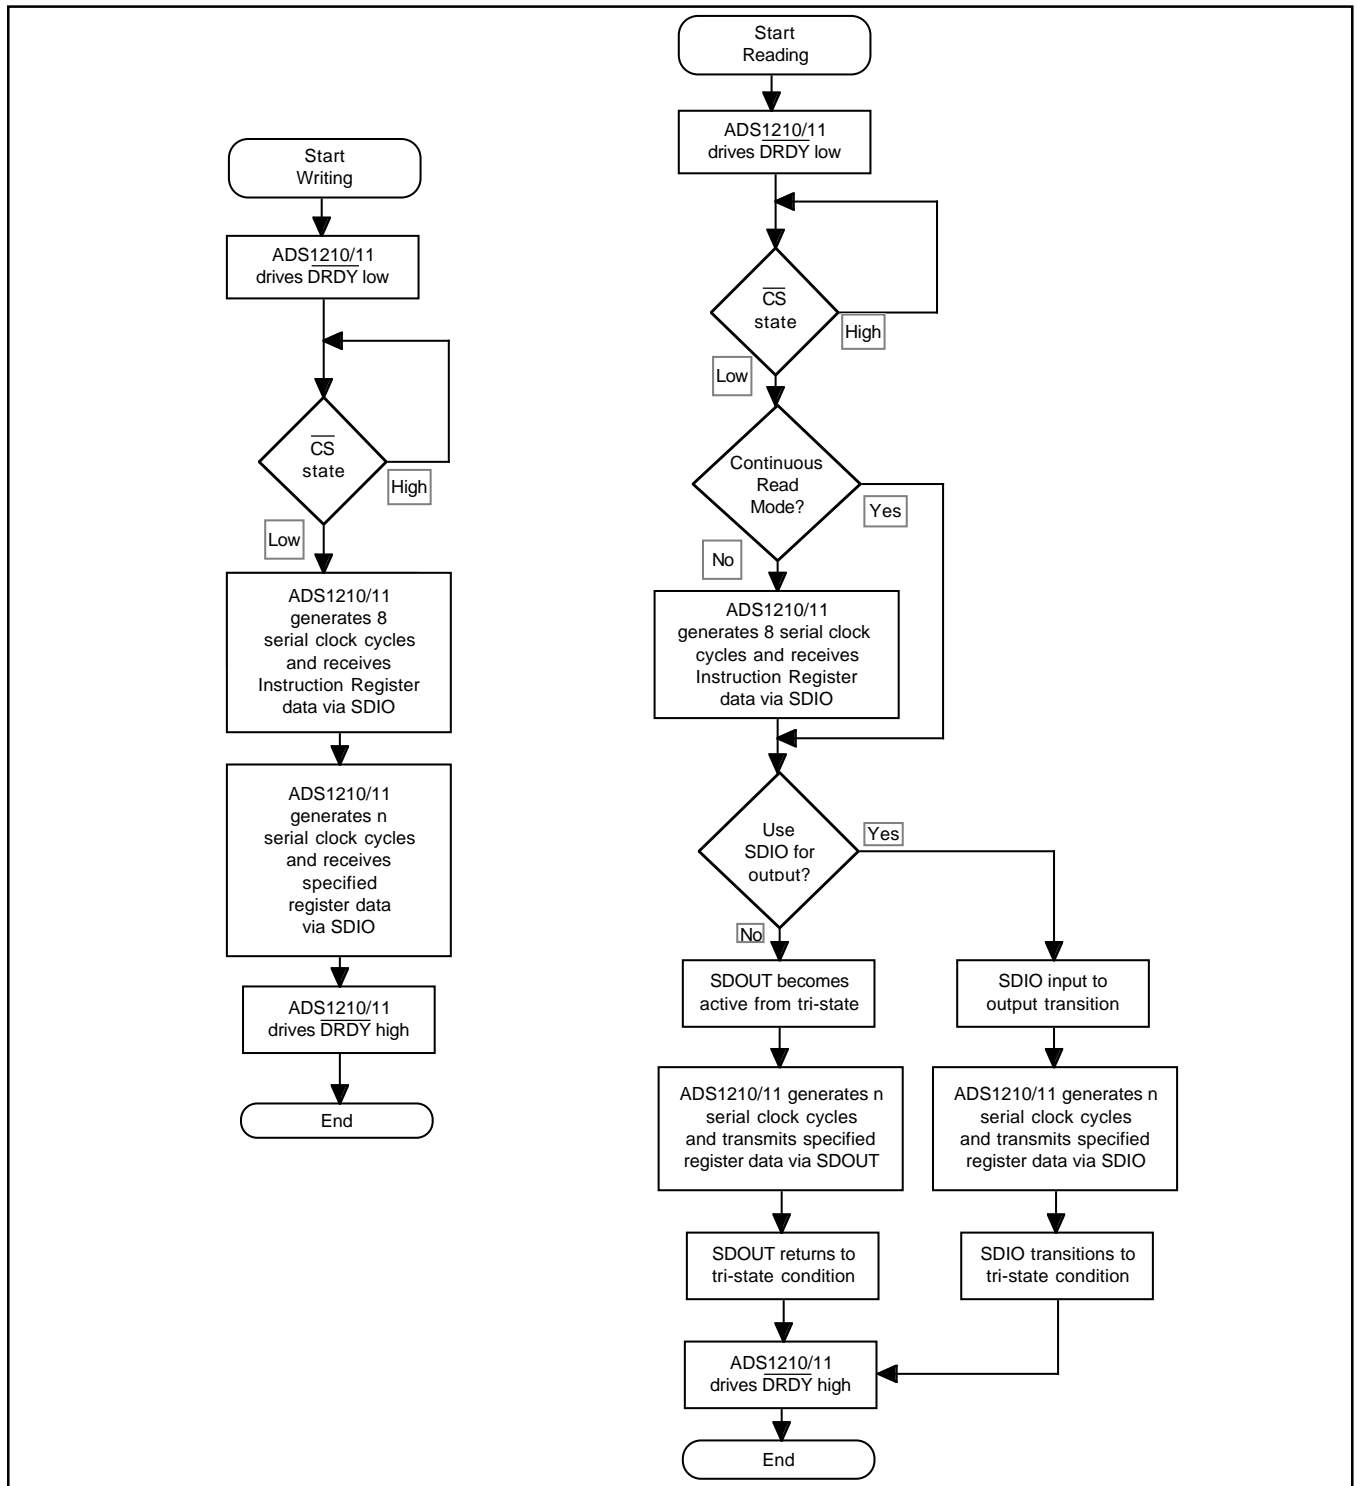 Start
Writing
ADS1210/11
drives D̅R̅D̅Y̅ low
C̅S̅
state
High
Low
ADS1210/11
generates 8
serial clock cycles
and receives
Instruction Register
data via SDIO
ADS1210/11
generates n
serial clock cycles
and receives
specified
register data
via SDIO
ADS1210/11
drives D̅R̅D̅Y̅ high
End
Start
Reading
ADS1210/11
drives D̅R̅D̅Y̅ low
C̅S̅
state
High
Low
Continuous
Read
Mode?
Yes
No
ADS1210/11
generates 8 serial clock
cycles and receives
Instruction Register
data via SDIO
Use
SDIO for
output?
Yes
No
SDOUT becomes
active from tri-state
SDIO input to
output transition
ADS1210/11 generates n
serial clock cycles
and transmits specified
register data via SDOUT
ADS1210/11 generates n
serial clock cycles
and transmits specified
register data via SDIO
SDOUT returns to
tri-state condition
SDIO transitions to
tri-state condition
ADS1210/11
drives D̅R̅D̅Y̅ high
End